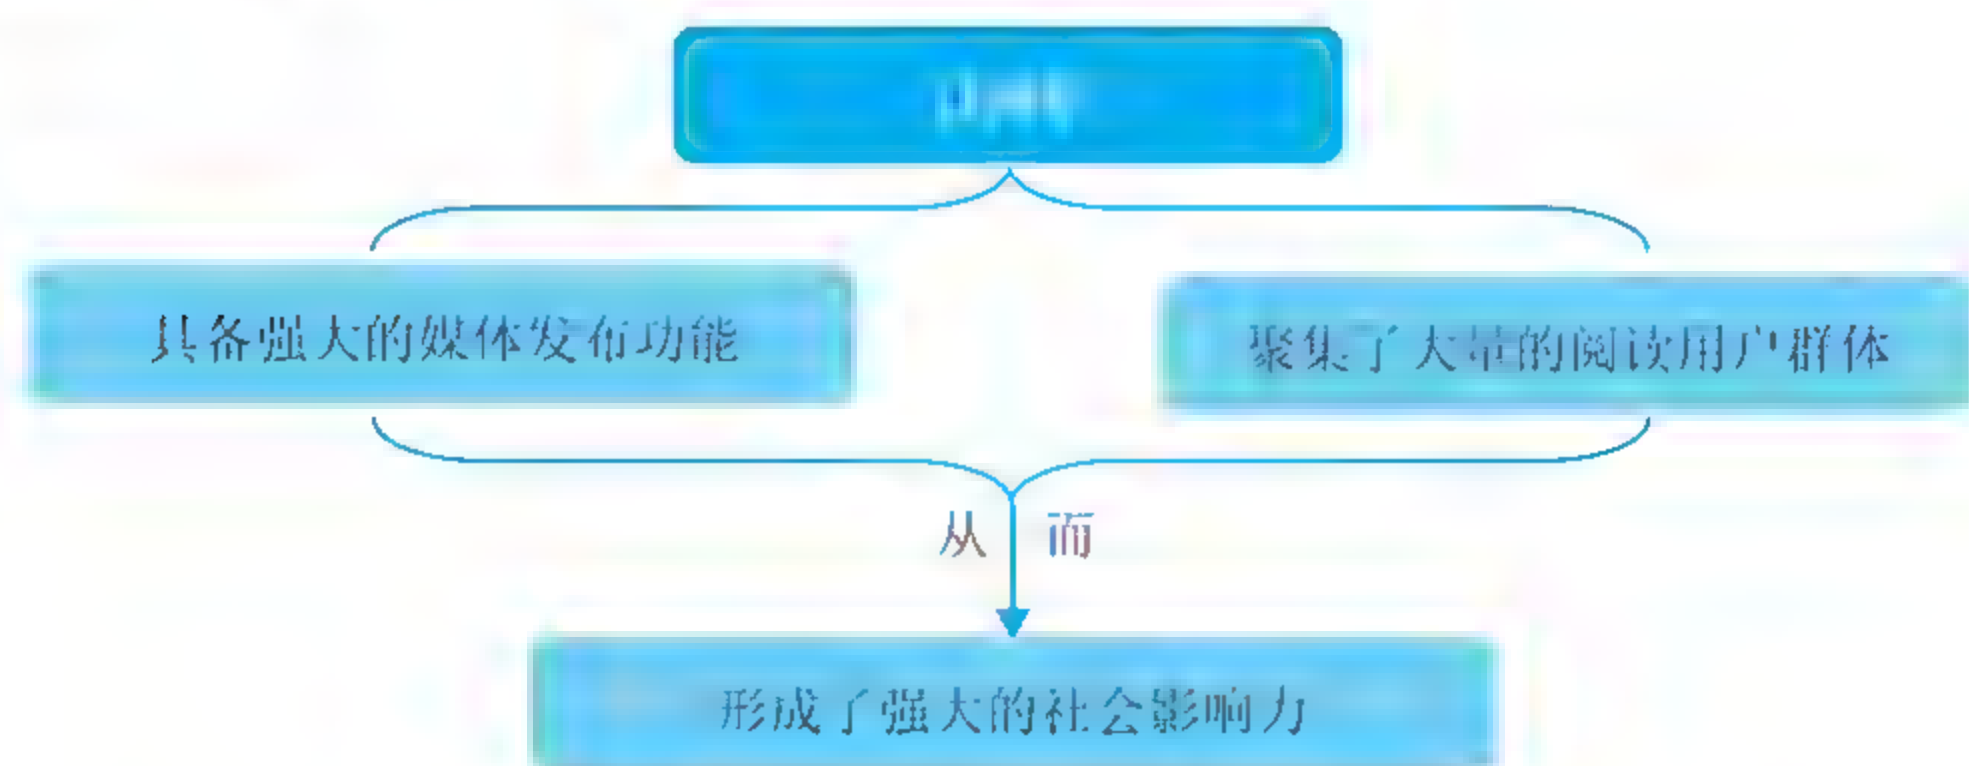 具备强大的媒体发布功能
聚集了大量的阅读用户群体
从 而
形成了强大的社会影响力